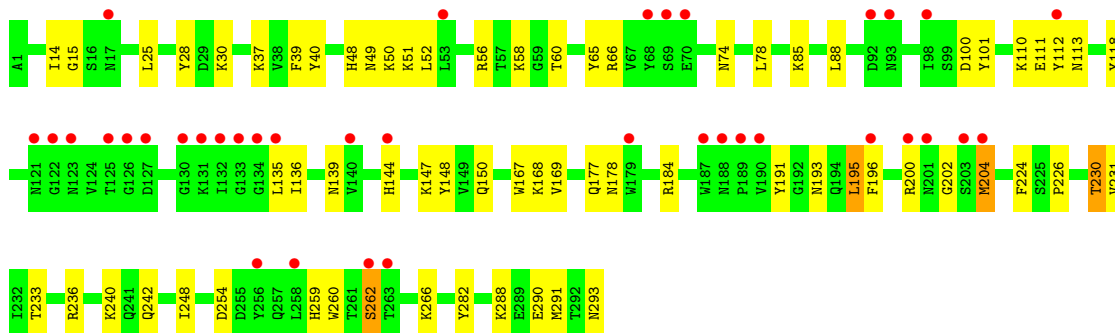 A1 I14 G15 S16 N17 L25 Y28 D29 K30 K37 V38 F39 Y40 H48 N49 K50 K51 L52 L53 R56 T57 K58 G59 T60 Y65 R66 V67 Y68 S69 E70 N74 L78 K85 L88 D92 N93 I98 S99 D100 Y101 K110 E111 Y112 N113
N121 G122 N123 V124 T125 G126 D127 G130 K131 I132 G133 G134 L135 I136 N139 V140 H144 K147 Y148 V149 Q150 W167 K168 V169 Q177 N178 W179 R184 W187 N188 P189 V190 Y191 G192 N193 Q194 L195 F196 R200 N201 G202 S203 M204 F224 S225 P226 T230
I232 T233 R236 K240 Q241 Q242 I248 D254 D255 Y256 Q257 L258 H259 W260 T261 S262 T263 K266 Y282 K288 E289 E290 M291 T292 N293